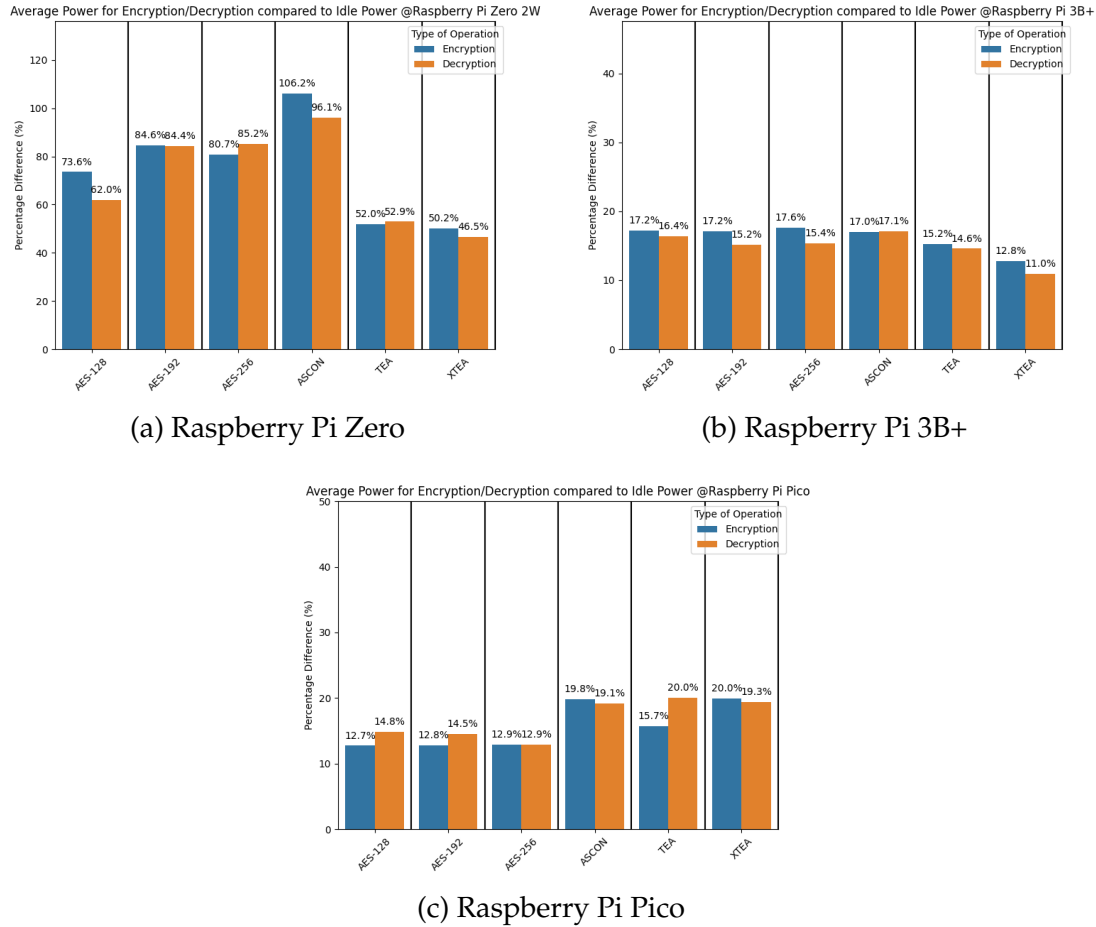 Average Power for Encryption/Decryption compared to Idle Power @Raspberry Pi Zero 2W
Type of Operation
Encryption
Decryption
Percentage Difference (%)
120
100
80
60
40
20
0
73.6%
62.0%
84.6%
84.4%
80.7%
85.2%
106.2%
96.1%
52.0%
52.9%
50.2%
46.5%
AES-128
AES-192
AES-256
ASCON
TEA
XTEA
(a) Raspberry Pi Zero
Average Power for Encryption/Decryption compared to Idle Power @Raspberry Pi 3B+
Type of Operation
Encryption
Decryption
Percentage Difference (%)
40
30
20
10
0
17.2%
16.4%
17.2%
15.2%
17.6%
15.4%
17.0%
17.1%
15.2%
14.6%
12.8%
11.0%
AES-128
AES-192
AES-256
ASCON
TEA
XTEA
(b) Raspberry Pi 3B+
Average Power for Encryption/Decryption compared to Idle Power @Raspberry Pi Pico
Type of Operation
Encryption
Decryption
Percentage Difference (%)
50
40
30
20
10
0
12.7%
14.8%
12.8%
14.5%
12.9%
12.9%
19.8%
19.1%
15.7%
20.0%
20.0%
19.3%
AES-128
AES-192
AES-256
ASCON
TEA
XTEA
(c) Raspberry Pi Pico